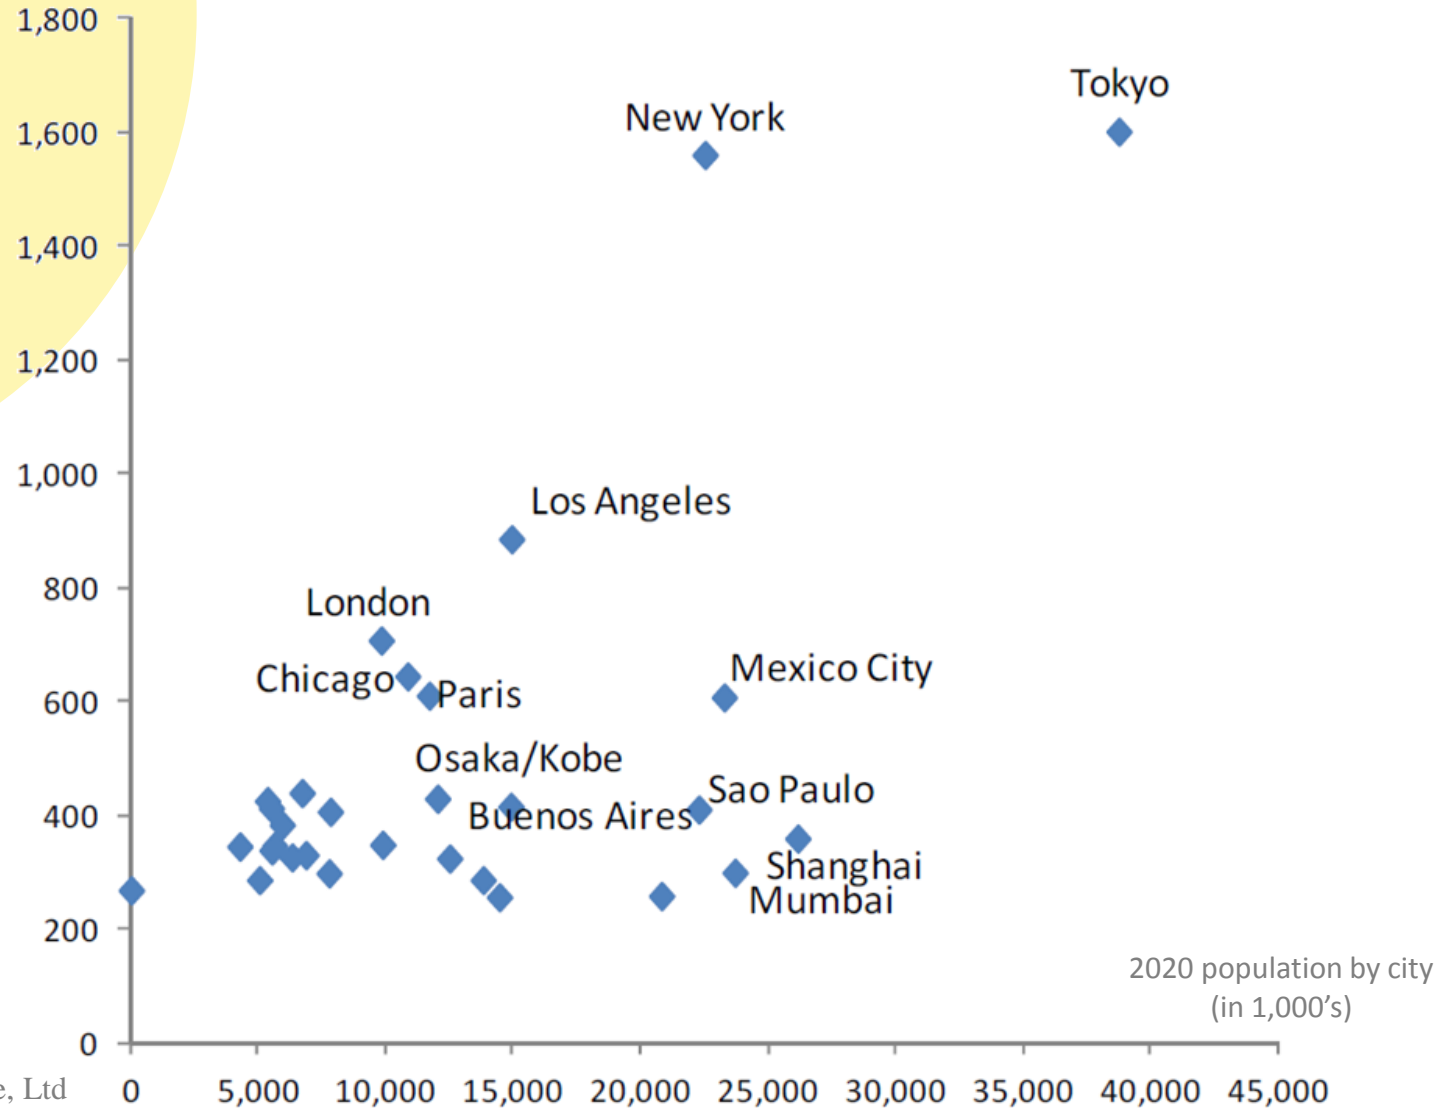 1,800
1,600
1,400
1,200
1,000
800
600
400
200
0
Tokyo
New York
Los Angeles
London
Chicago
Paris
Mexico City
Osaka/Kobe
Buenos Aires
Sao Paulo
Shanghai
Mumbai
2020 population by city
(in 1,000’s)
0 5,000 10,000 15,000 20,000 25,000 30,000 35,000 40,000 45,000
, Ltd